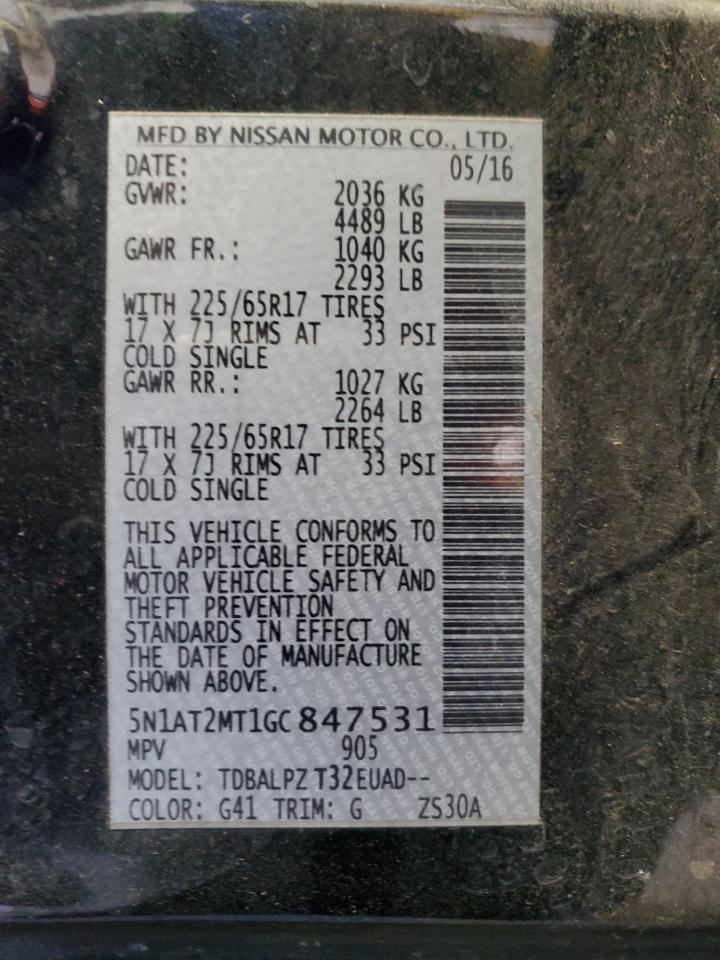 MFD BY NISSAN MOTOR CO., LTD.
DATE: 05/16
GVWR: 2036 KG
4489 LB
GAWR FR.: 1040 KG
2293 LB
WITH 225/65R17 TIRES
17 X 7J RIMS AT 33 PSI
COLD SINGLE
GAWR RR.: 1027 KG
2264 LB
WITH 225/65R17 TIRES
17 X 7J RIMS AT 33 PSI
COLD SINGLE
THIS VEHICLE CONFORMS TO
ALL APPLICABLE FEDERAL
MOTOR VEHICLE SAFETY AND
THEFT PREVENTION
STANDARDS IN EFFECT ON
THE DATE OF MANUFACTURE
SHOWN ABOVE.
5N1AT2MT1GC847531
MPV 905
MODEL: TDBALPZ T32EUAD--
COLOR: G41 TRIM: G ZS30A